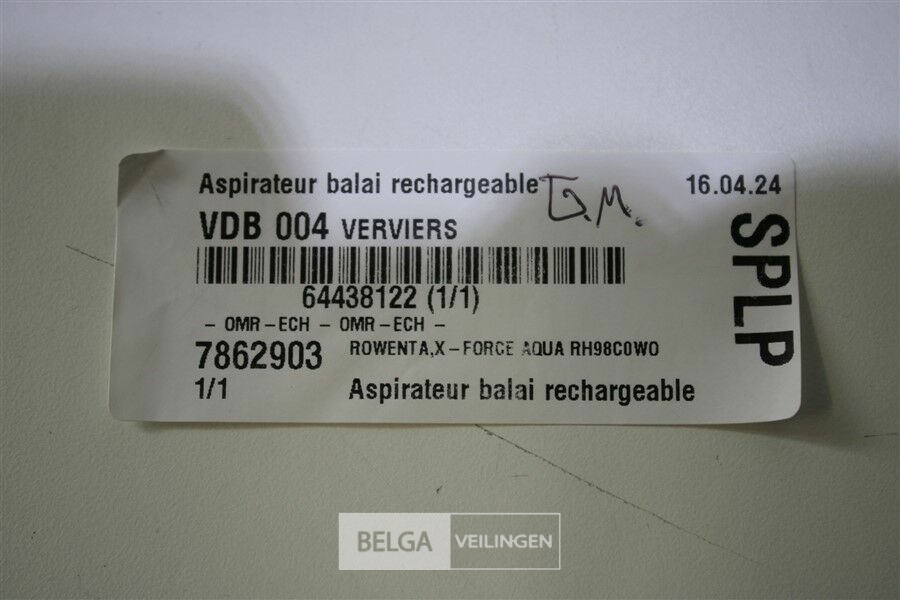 Aspirateur balai rechargeable
16.04.24
VDB 004 VERVIERS
64438122 (1/1)
- OMR-ECH - OMR-ECH -
7862903 ROWENTA,X-FORCE AQUA RH98C0WO
1/1 Aspirateur balai rechargeable
SPLP
BELGA VEILINGEN